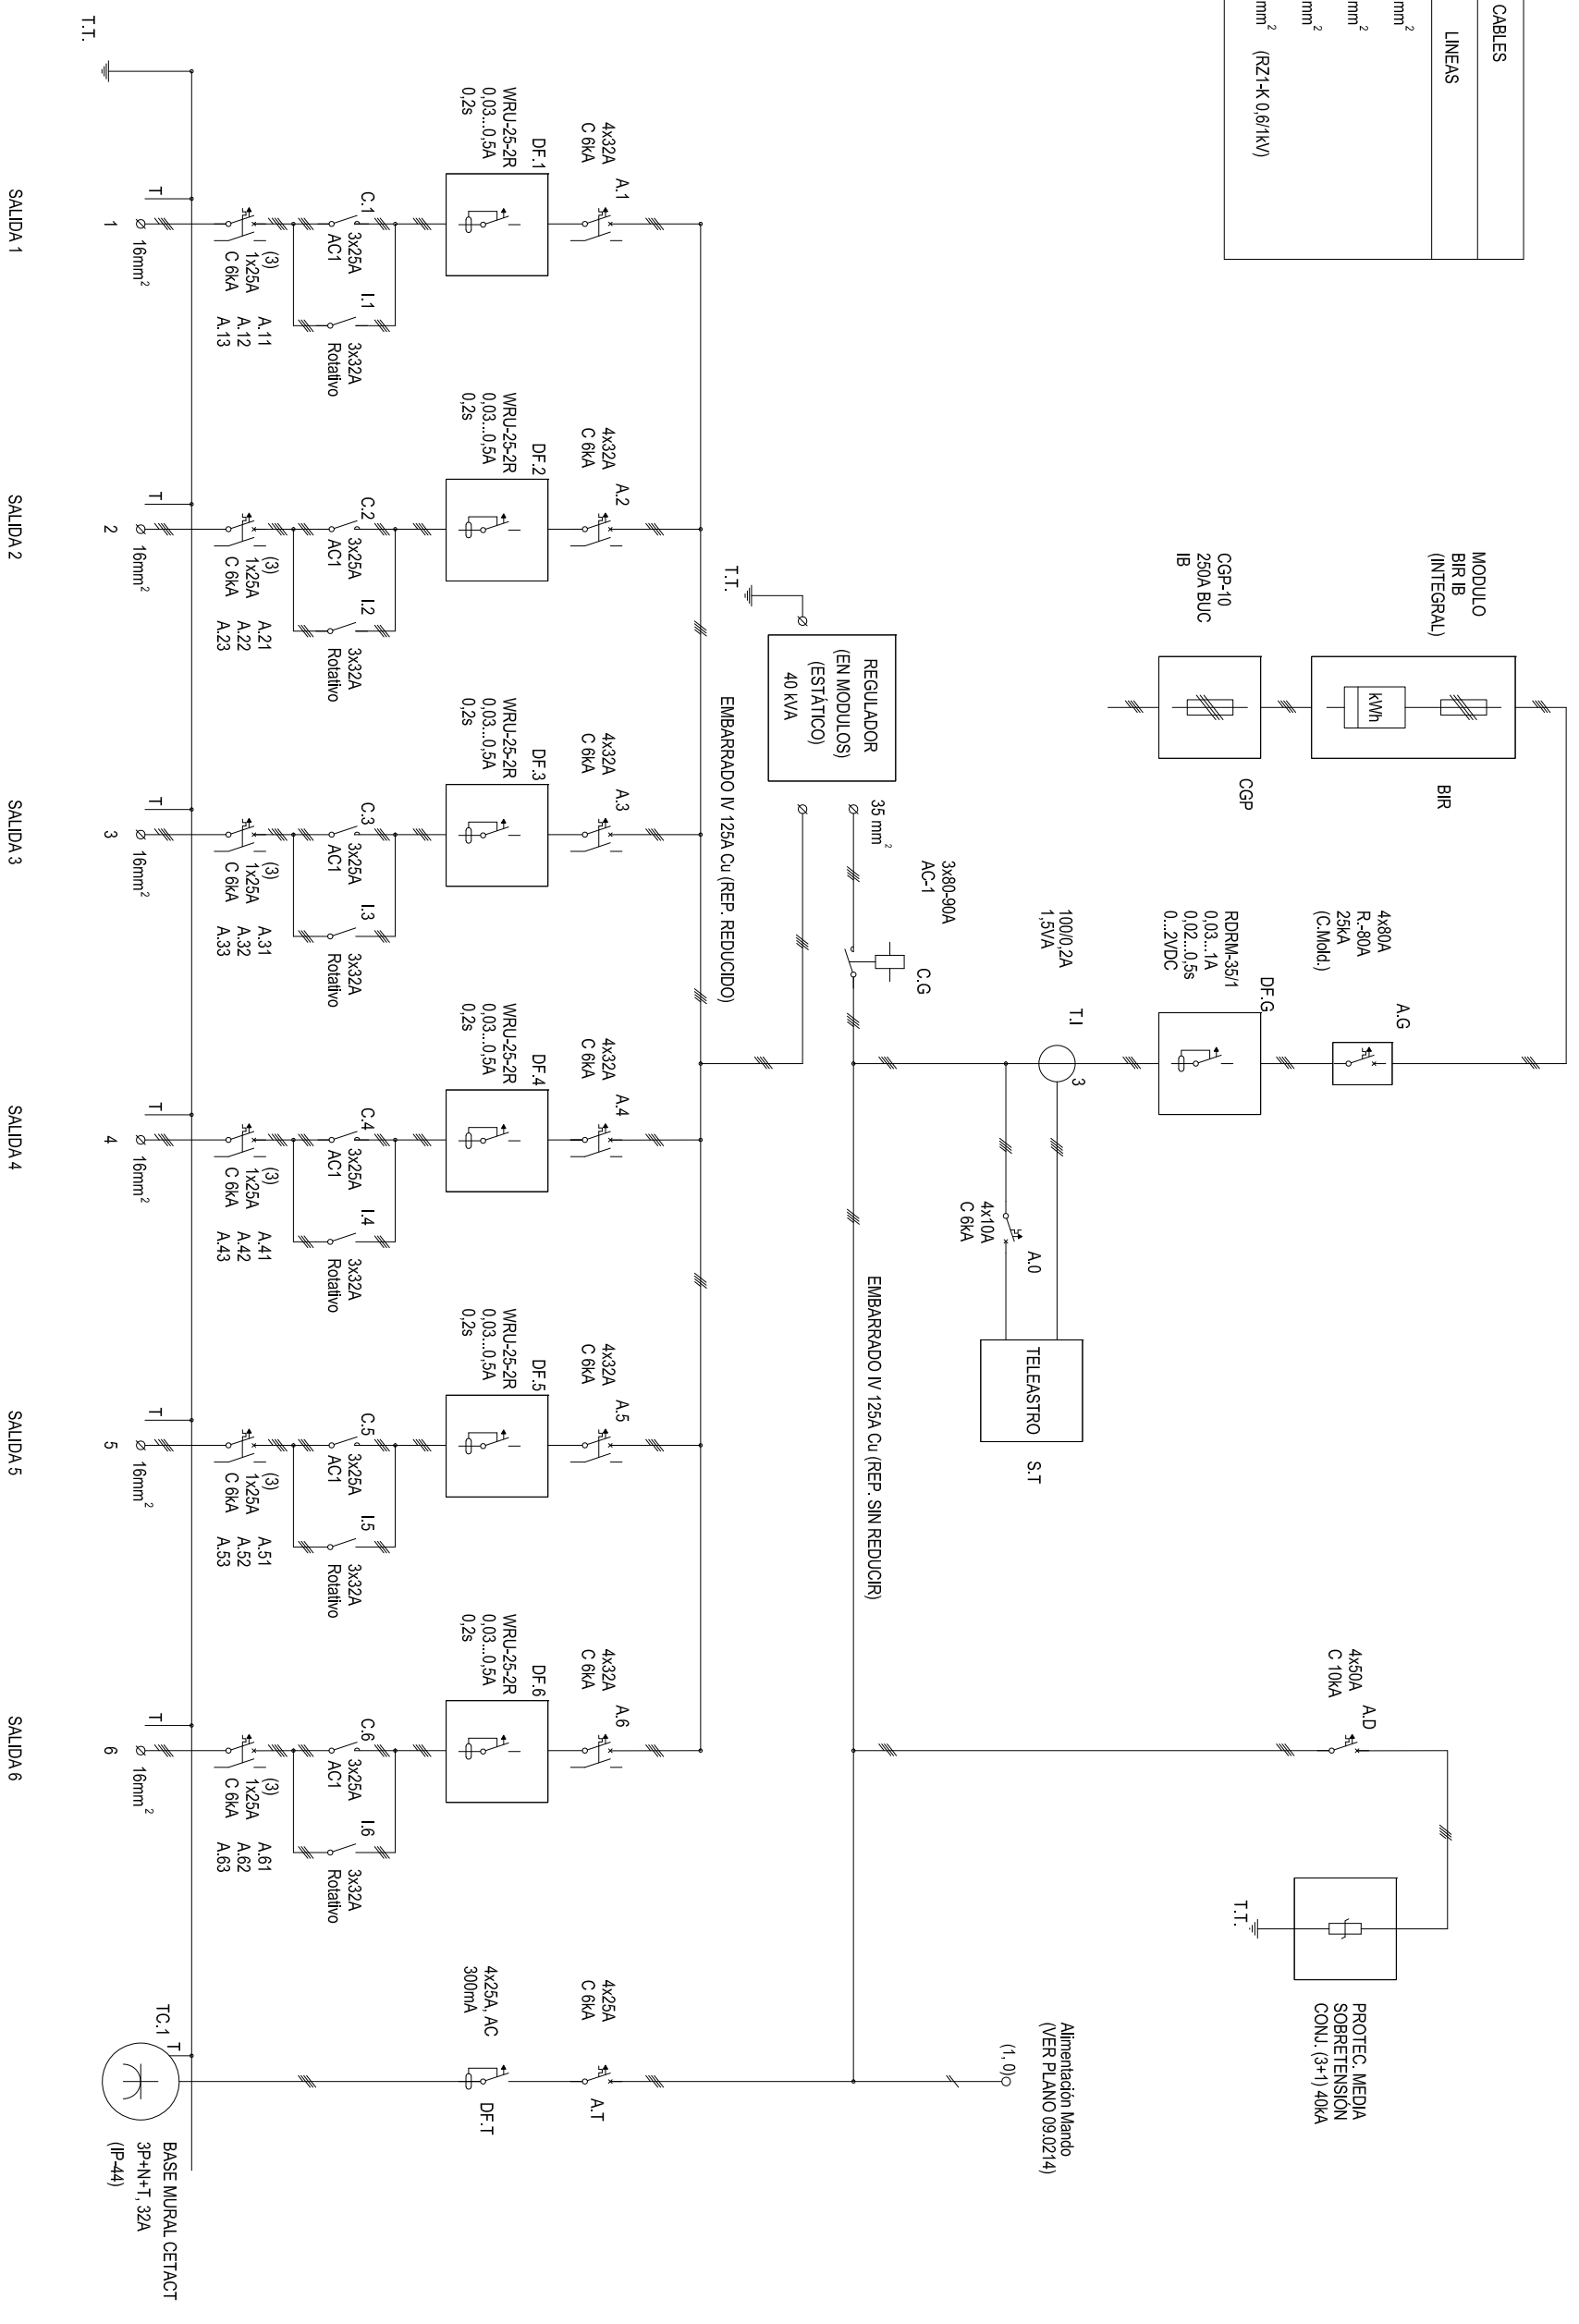 CABLES
LINEAS
mm²
mm²
mm²
mm² (RZ1-K 0,6/1kV)
MODULO
BIR IB
(INTEGRAL)
kWh
BIR
CGP-10
250A BUC
IB
CGP
4x80A
R.-80A
25kA
(C.Mold.)
A.G
DF.G
RDRM-35/1
0,03...1A
0,02...0,5s
0...2VDC
T.I
3
100/0,2A
1,5VA
A.0
4x10A
C 6kA
TELEASTRO
S.T
4x50A
C 10kA
A.D
T.T.
PROTEC. MEDIA
SOBRETENSIÓN
CONJ. (3+1) 40kA
Alimentación Mando
(VER PLANO 09.0214)
(1, 0)
3x80-90A
AC-1
C.G
35 mm²
EMBARRADO IV 125A Cu (REP. SIN REDUCIR)
REGULADOR
(EN MODULOS)
(ESTÁTICO)
40 kVA
T.T.
EMBARRADO IV 125A Cu (REP. REDUCIDO)
A.1
4x32A
C 6kA
DF.1
WRU-25-2R
0,03...0,5A
0,2s
C.1
3x25A
AC1
I.1
3x32A
Rotativo
(3)
1x25A
C 6kA
A.11
A.12
A.13
T
16mm²
1
SALIDA 1
A.2
4x32A
C 6kA
DF.2
WRU-25-2R
0,03...0,5A
0,2s
C.2
3x25A
AC1
I.2
3x32A
Rotativo
(3)
1x25A
C 6kA
A.21
A.22
A.23
T
16mm²
2
SALIDA 2
A.3
4x32A
C 6kA
DF.3
WRU-25-2R
0,03...0,5A
0,2s
C.3
3x25A
AC1
I.3
3x32A
Rotativo
(3)
1x25A
C 6kA
A.31
A.32
A.33
T
16mm²
3
SALIDA 3
A.4
4x32A
C 6kA
DF.4
WRU-25-2R
0,03...0,5A
0,2s
C.4
3x25A
AC1
I.4
3x32A
Rotativo
(3)
1x25A
C 6kA
A.41
A.42
A.43
T
16mm²
4
SALIDA 4
A.5
4x32A
C 6kA
DF.5
WRU-25-2R
0,03...0,5A
0,2s
C.5
3x25A
AC1
I.5
3x32A
Rotativo
(3)
1x25A
C 6kA
A.51
A.52
A.53
T
16mm²
5
SALIDA 5
A.6
4x32A
C 6kA
DF.6
WRU-25-2R
0,03...0,5A
0,2s
C.6
3x25A
AC1
I.6
3x32A
Rotativo
(3)
1x25A
C 6kA
A.61
A.62
A.63
T
16mm²
6
SALIDA 6
4x25A
C 6kA
A.T
4x25A, AC
300mA
DF.T
TC.1
T
BASE MURAL CETACT
3P+N+T, 32A
(IP-44)
T.T.